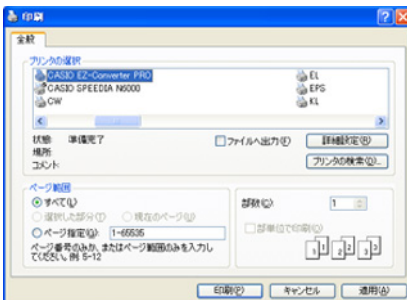 印刷
全般
プリンタの選択
CASIO EZ-Converter PRO
CASIO SPEEDIA N6000
CW
EL
EPS
KL
状態: 準備完了
場所:
コメント:
ファイルへ出力(F)
詳細設定(R)
プリンタの検索(D)...
ページ範囲
すべて(L)
選択した部分(T) 現在のページ(U)
ページ指定(G): 1-65535
ページ番号のみか、またはページ範囲のみを入力し
てください。例 5-12
部数(C): 1
部単位で印刷(O)
1 1 2 2 3 3
印刷(P) キャンセル 適用(A)